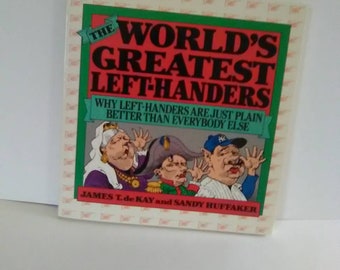 THE
WORLD'S
GREATEST
LEFT-HANDERS
WHY LEFT-HANDERS ARE JUST PLAIN
BETTER THAN EVERYBODY ELSE
JAMES T. de KAY and SANDY HUFFAKER